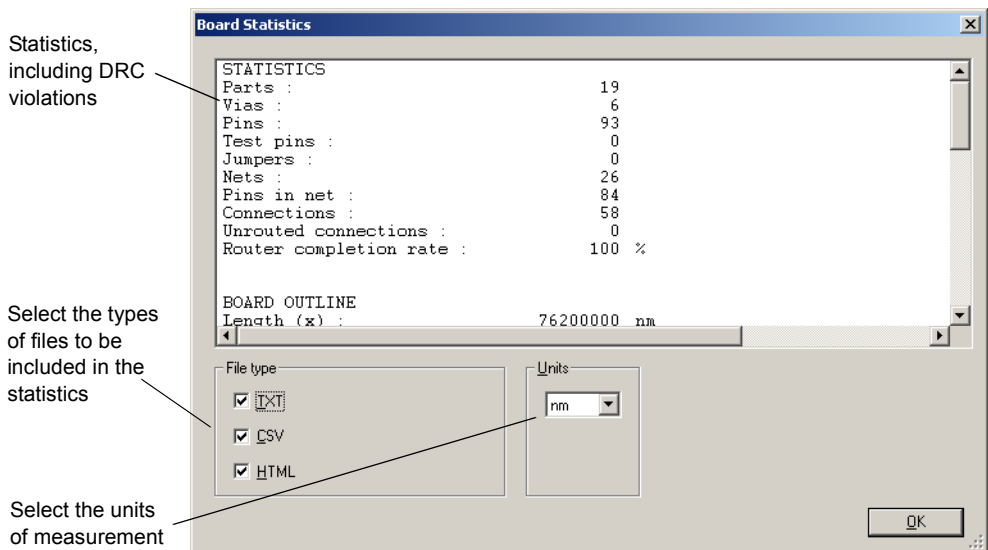 Board Statistics
Statistics,
including DRC
violations
STATISTICS
Parts : 19
Vias : 6
Pins : 93
Test pins : 0
Jumpers : 0
Nets : 26
Pins in net : 84
Connections : 58
Unrouted connections : 0
Router completion rate : 100 %
BOARD OUTLINE
Length (x) : 76200000 nm
Select the types
of files to be
included in the
statistics
File type
TXT
CSV
HTML
Units
nm
Select the units
of measurement
OK